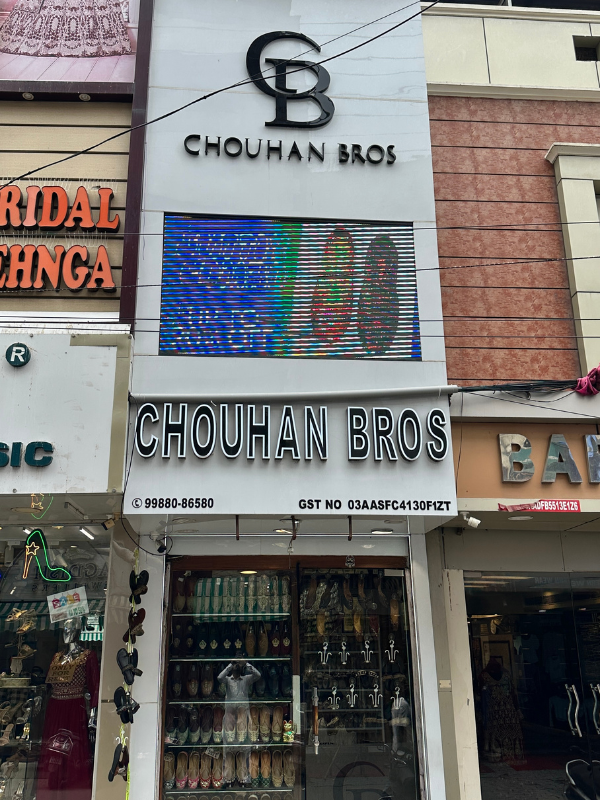 CB
CHOUHAN BROS
RIDAL
EHNGA
R
SIC
CHOUHAN BROS
99880-86580
GST NO 03AASFC4130F1ZT
BA